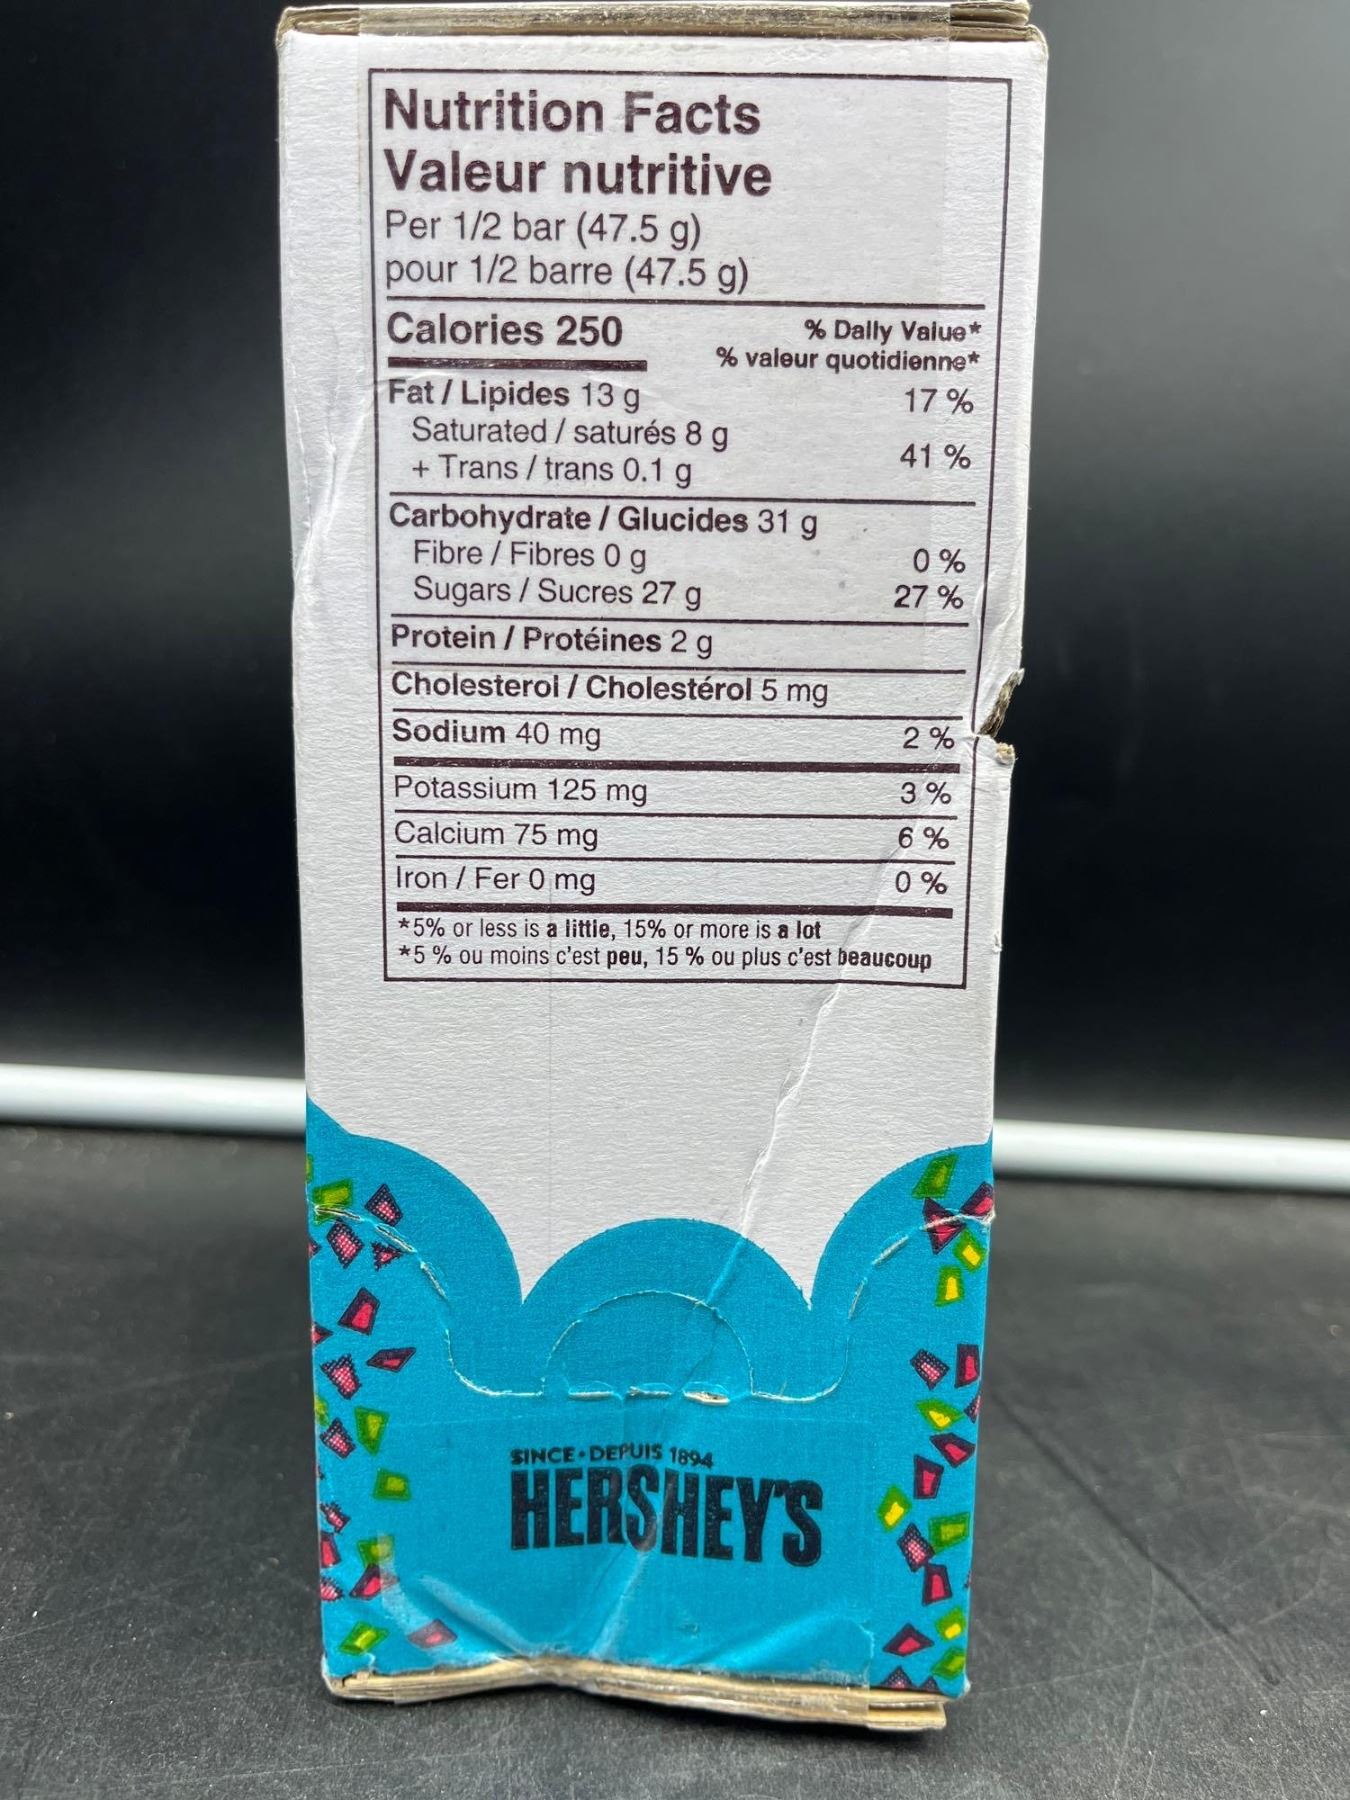 Nutrition Facts
Valeur nutritive
Per 1/2 bar (47.5 g)
pour 1/2 barre (47.5 g)
Calories 250
% Daily Value*
% valeur quotidienne*
Fat / Lipides 13 g 17 %
Saturated / saturés 8 g
+ Trans / trans 0.1 g 41 %
Carbohydrate / Glucides 31 g
Fibre / Fibres 0 g 0 %
Sugars / Sucres 27 g 27 %
Protein / Protéines 2 g
Cholesterol / Cholestérol 5 mg
Sodium 40 mg 2 %
Potassium 125 mg 3 %
Calcium 75 mg 6 %
Iron / Fer 0 mg 0 %
*5% or less is a little, 15% or more is a lot
*5 % ou moins c'est peu, 15 % ou plus c'est beaucoup
SINCE • DEPUIS 1894
HERSHEY'S